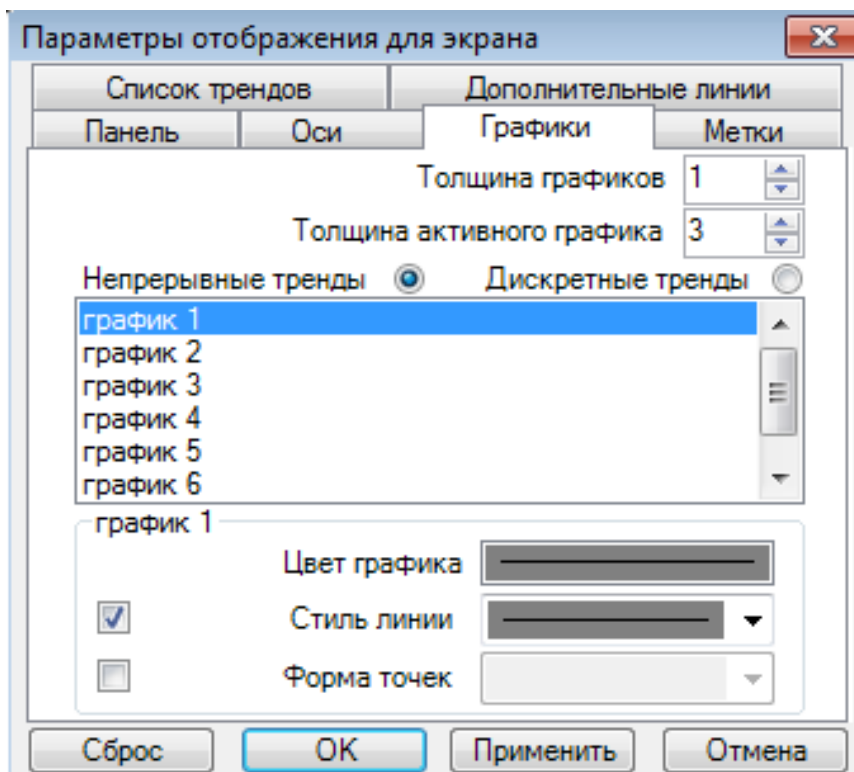 Параметры отображения для экрана
Список трендов Дополнительные линии
Панель Оси Графики Метки
Толщина графиков 1
Толщина активного графика 3
Непрерывные тренды Дискретные тренды
график 1
график 2
график 3
график 4
график 5
график 6
график 1
Цвет графика
Стиль линии
Форма точек
Сброс ОК Применить Отмена